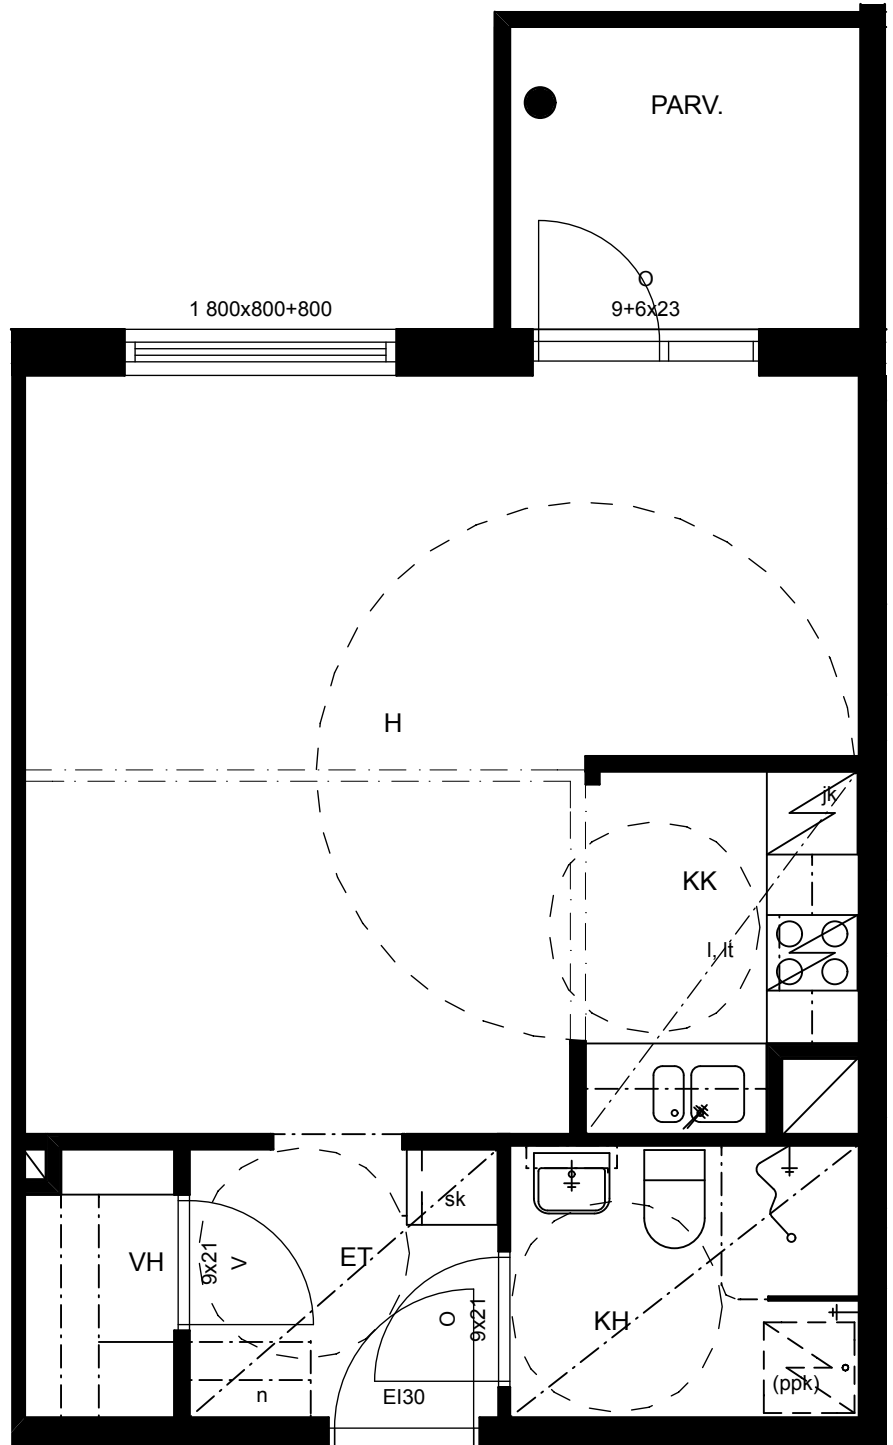 PARV.
O
1 800x800+800
9+6x23
H
jk
KK
l, lt
sk
VH
9x21
V
ET
O
9x21
KH
n
EI30
(ppk)